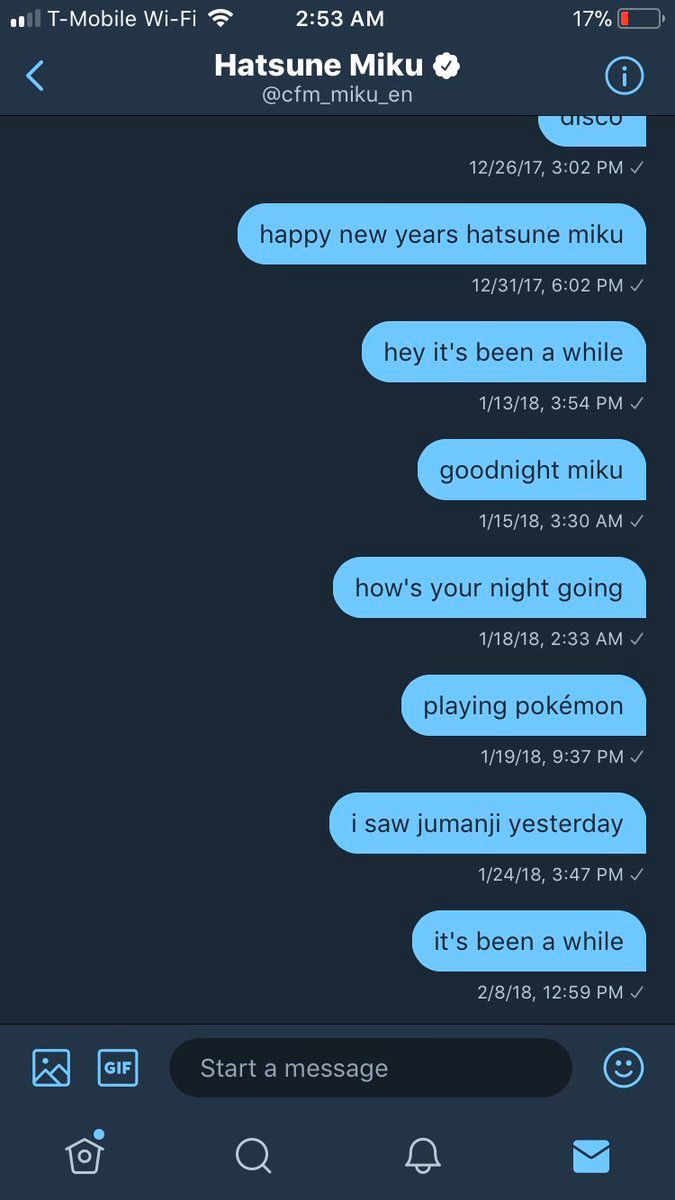 T-Mobile Wi-Fi 2:53 AM 17%
Hatsune Miku
@cfm_miku_en
disco
12/26/17, 3:02 PM ✓
happy new years hatsune miku
12/31/17, 6:02 PM ✓
hey it's been a while
1/13/18, 3:54 PM ✓
goodnight miku
1/15/18, 3:30 AM ✓
how's your night going
1/18/18, 2:33 AM ✓
playing pokémon
1/19/18, 9:37 PM ✓
i saw jumanji yesterday
1/24/18, 3:47 PM ✓
it's been a while
2/8/18, 12:59 PM ✓
GIF Start a message